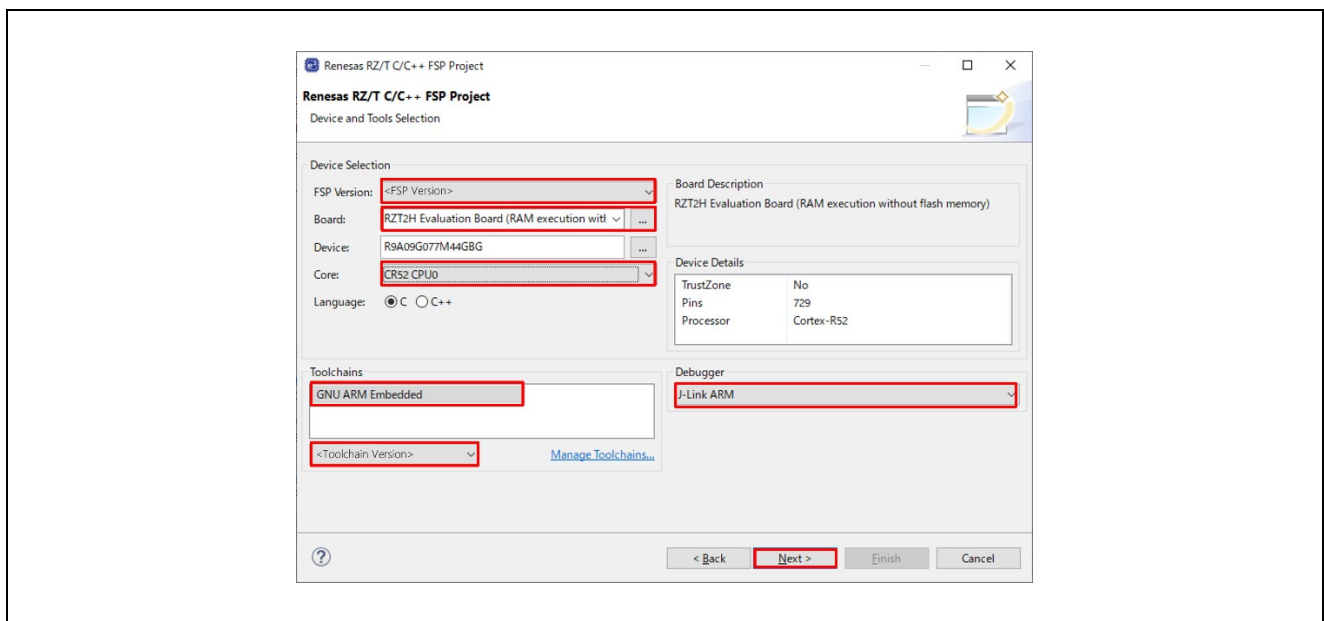 Renesas RZ/T C/C++ FSP Project
Renesas RZ/T C/C++ FSP Project
Device and Tools Selection
Device Selection
FSP Version: <FSP Version>
Board: RZT2H Evaluation Board (RAM execution with ...
Device: R9A09G077M44GBG ...
Core: CR52 CPU0
Language: C C++
Board Description
RZT2H Evaluation Board (RAM execution without flash memory)
Device Details
TrustZone No
Pins 729
Processor Cortex-R52
Toolchains
GNU ARM Embedded
<Toolchain Version> Manage Toolchains...
Debugger
J-Link ARM
? < Back Next > Finish Cancel